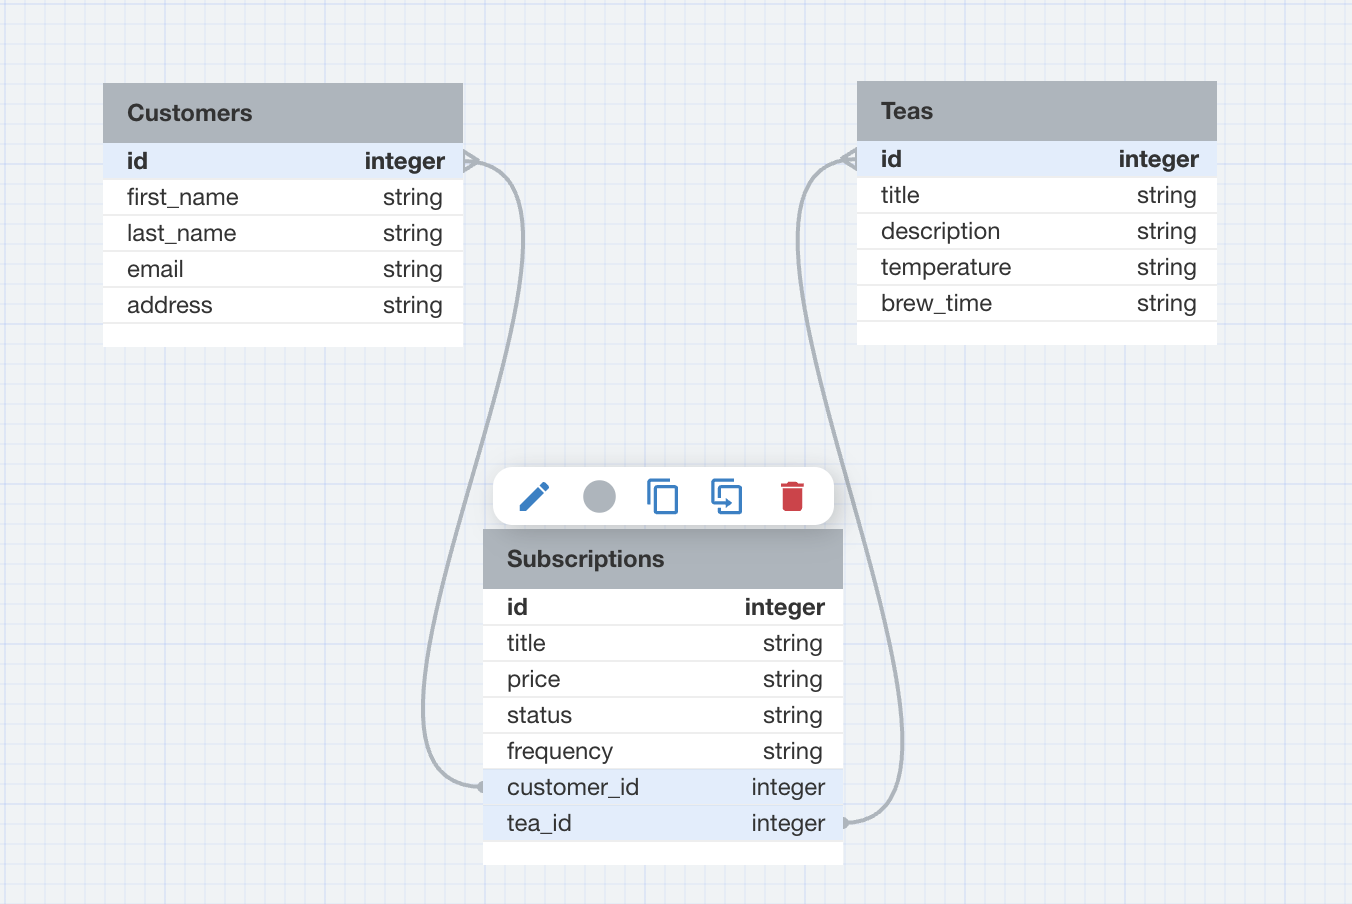 Customers
id integer
first_name string
last_name string
email string
address string
Teas
id integer
title string
description string
temperature string
brew_time string
Subscriptions
id integer
title string
price string
status string
frequency string
customer_id integer
tea_id integer